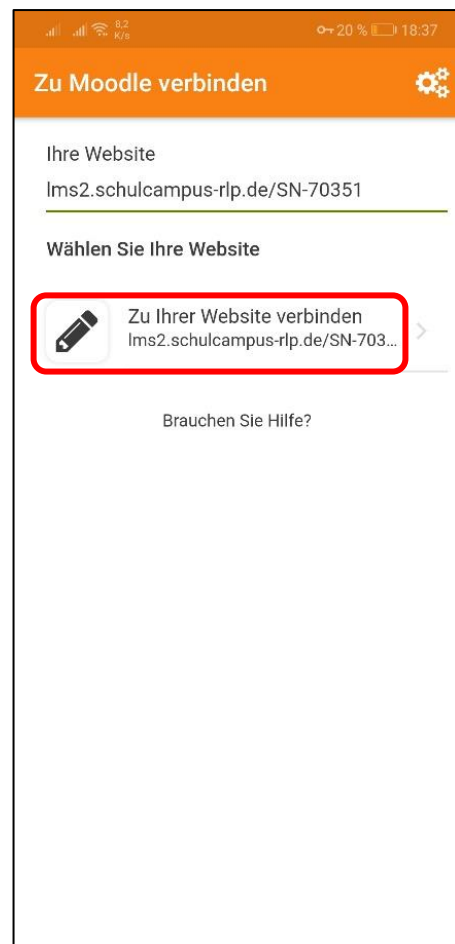 8,2
K/s
20 % 18:37
Zu Moodle verbinden
Ihre Website
lms2.schulcampus-rlp.de/SN-70351
Wählen Sie Ihre Website
Zu Ihrer Website verbinden
lms2.schulcampus-rlp.de/SN-703...
Brauchen Sie Hilfe?